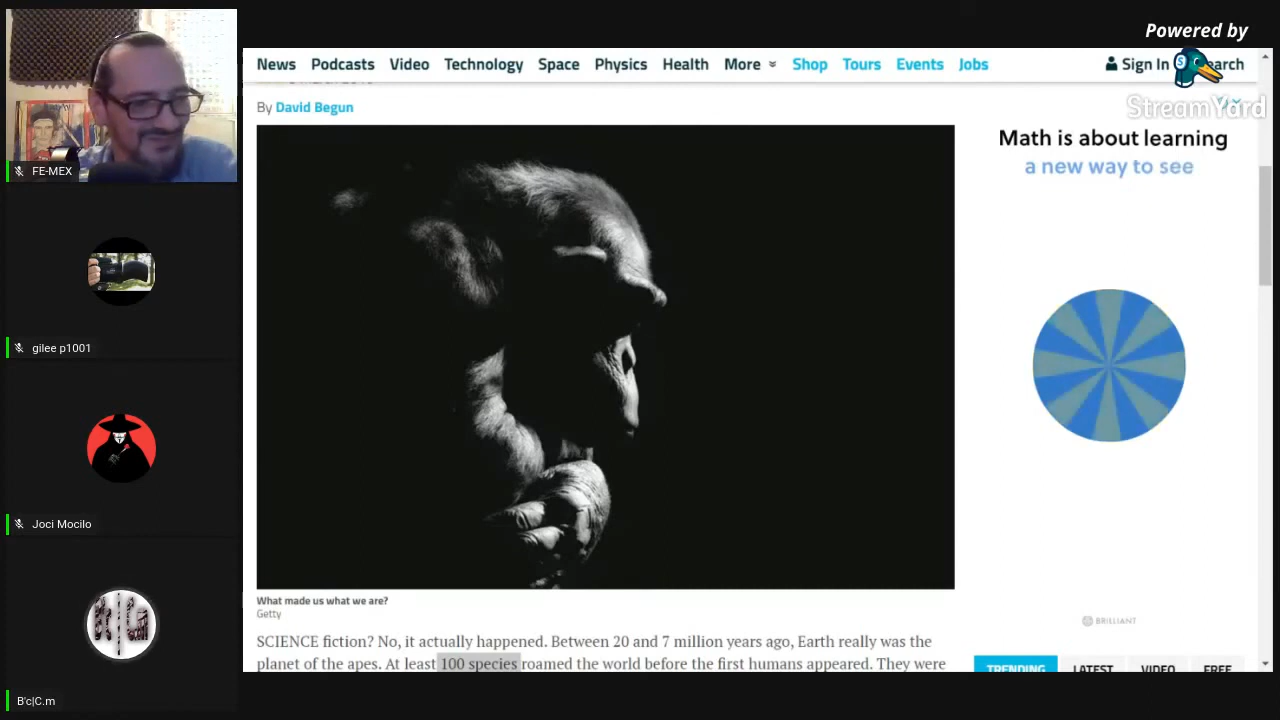 Powered by
StreamYard
News Podcasts Video Technology Space Physics Health More Shop Tours Events Jobs Sign In
By David Begun
Math is about learning
a new way to see
BRILLIANT
What made us what we are?
Getty
SCIENCE fiction? No, it actually happened. Between 20 and 7 million years ago, Earth really was the
planet of the apes. At least 100 species roamed the world before the first humans appeared. They were
TRENDING LATEST VIDEO FREE
FE-MEX
gilee p1001
Joci Mocilo
B'c|C.m